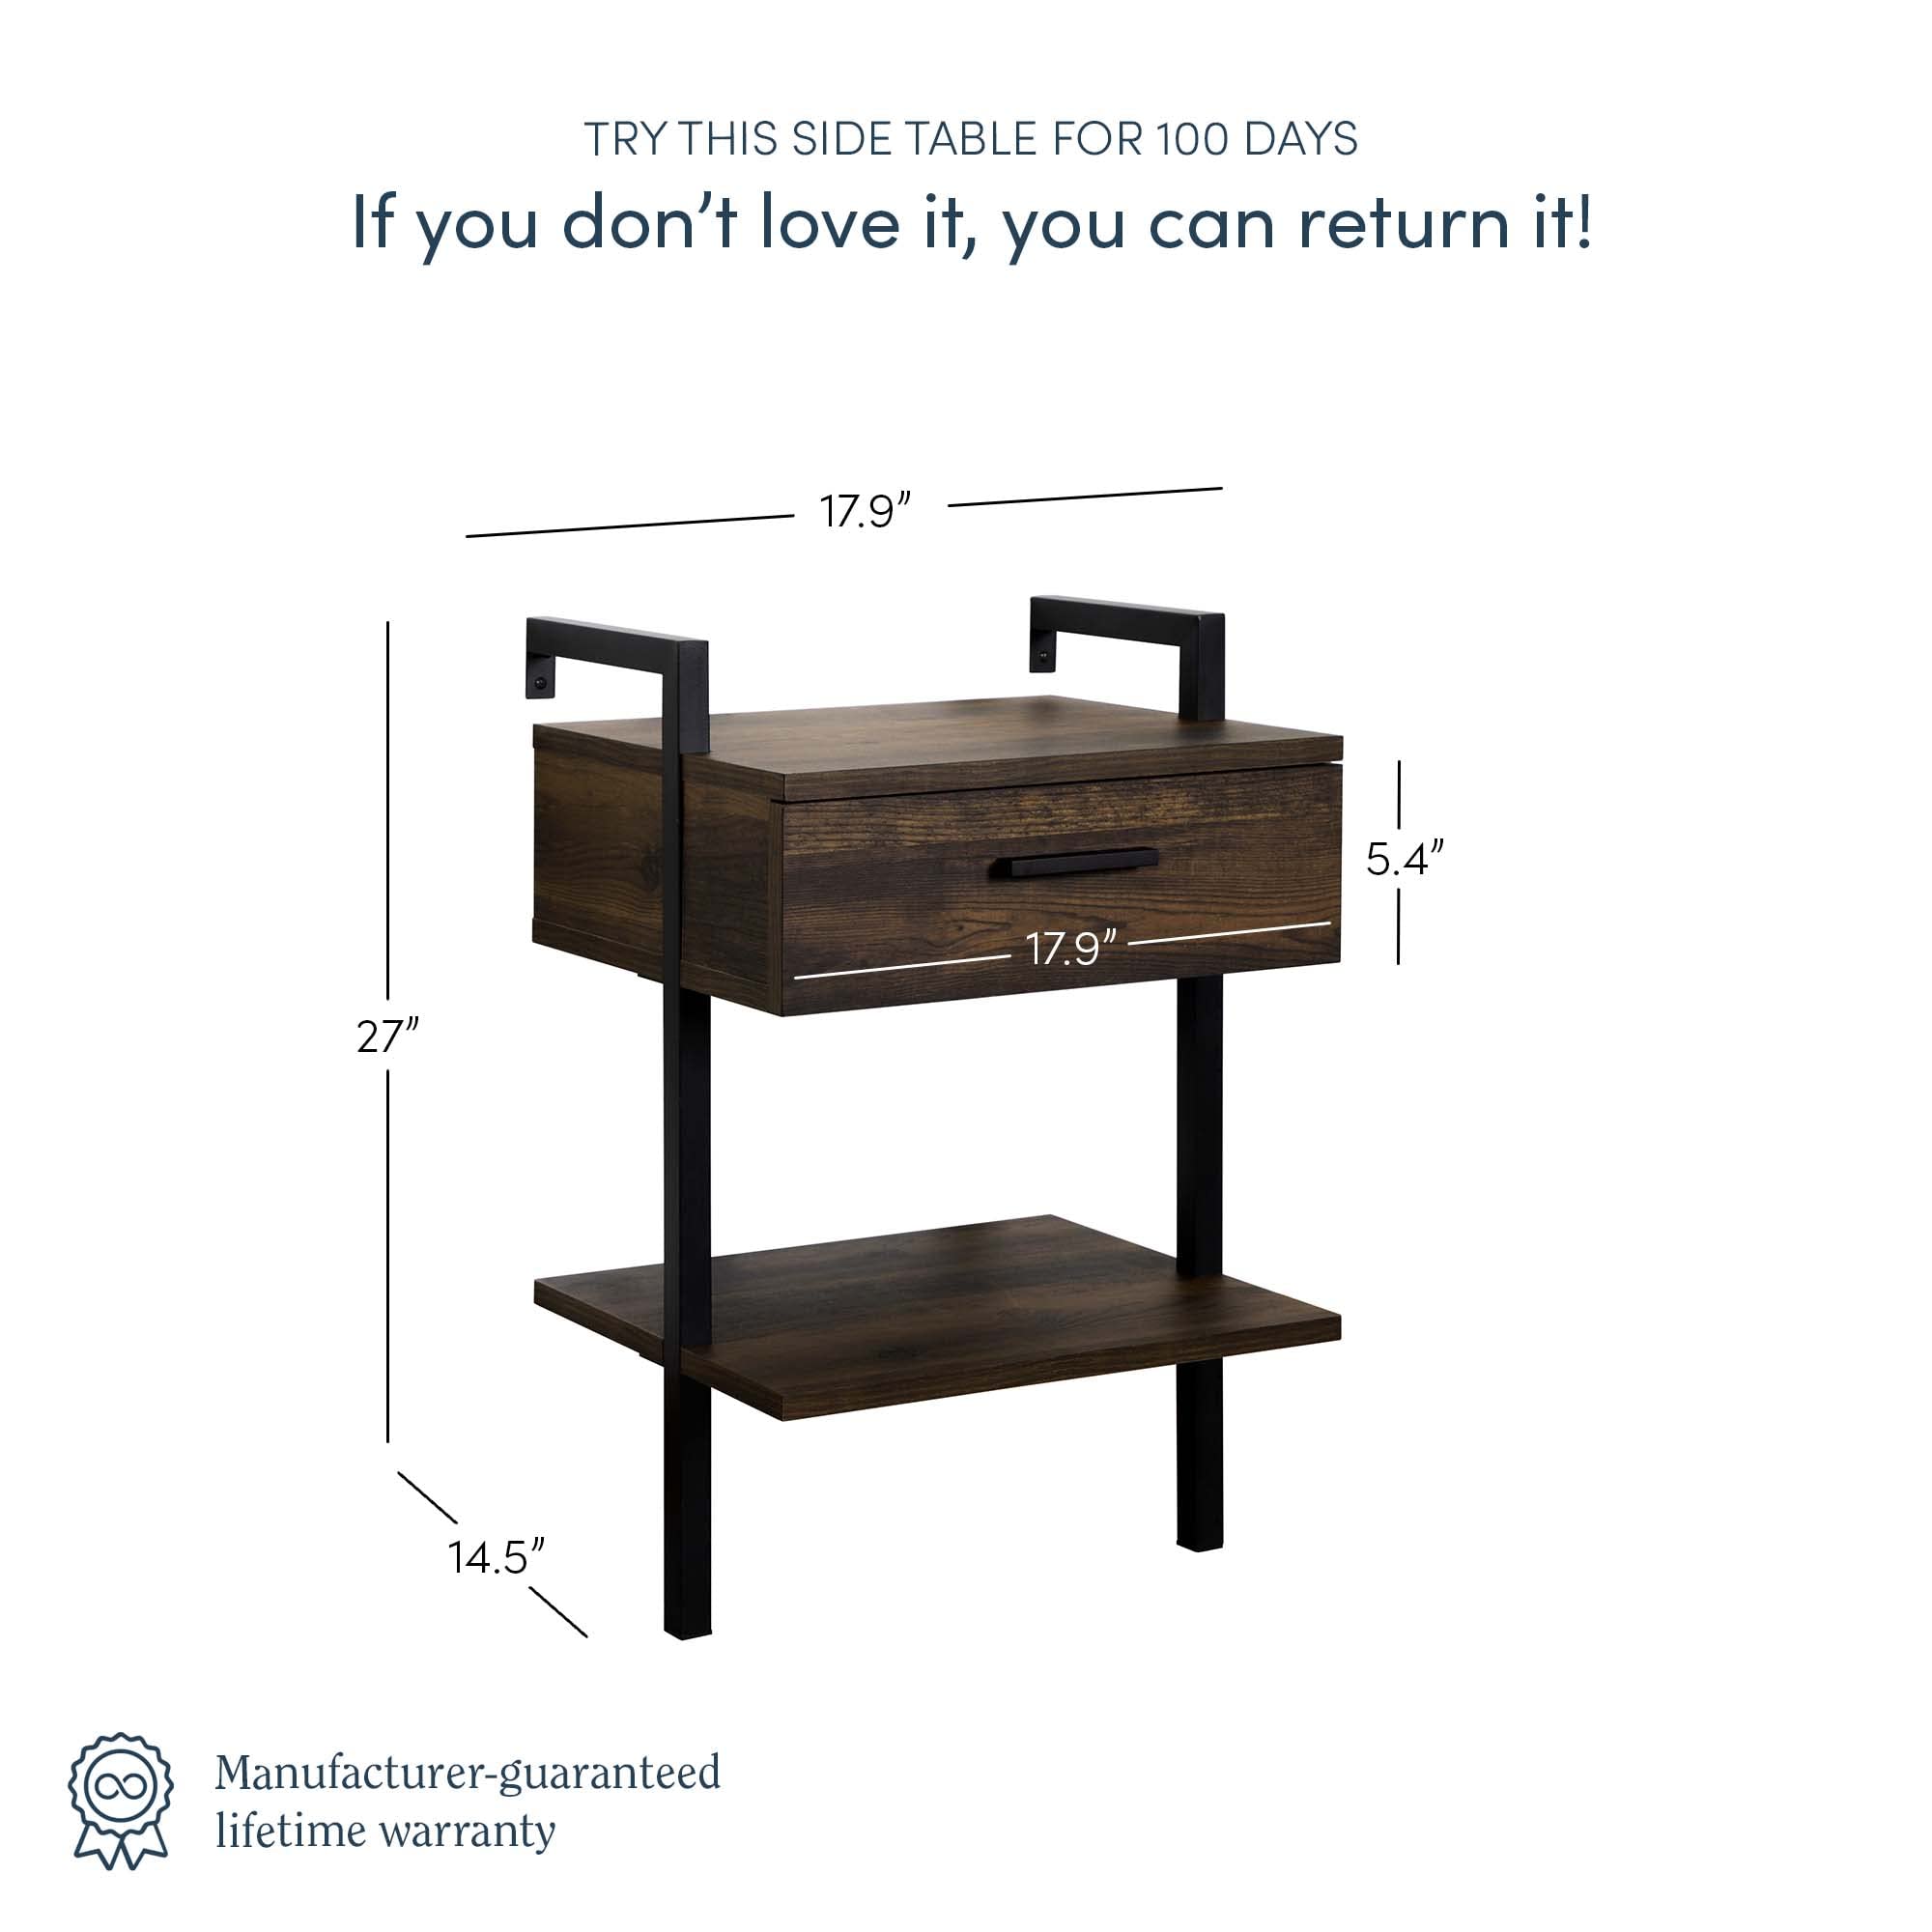 TRY THIS SIDE TABLE FOR 100 DAYS
If you don’t love it, you can return it!
17.9”
27”
5.4”
17.9”
14.5”
Manufacturer-guaranteed
lifetime warranty